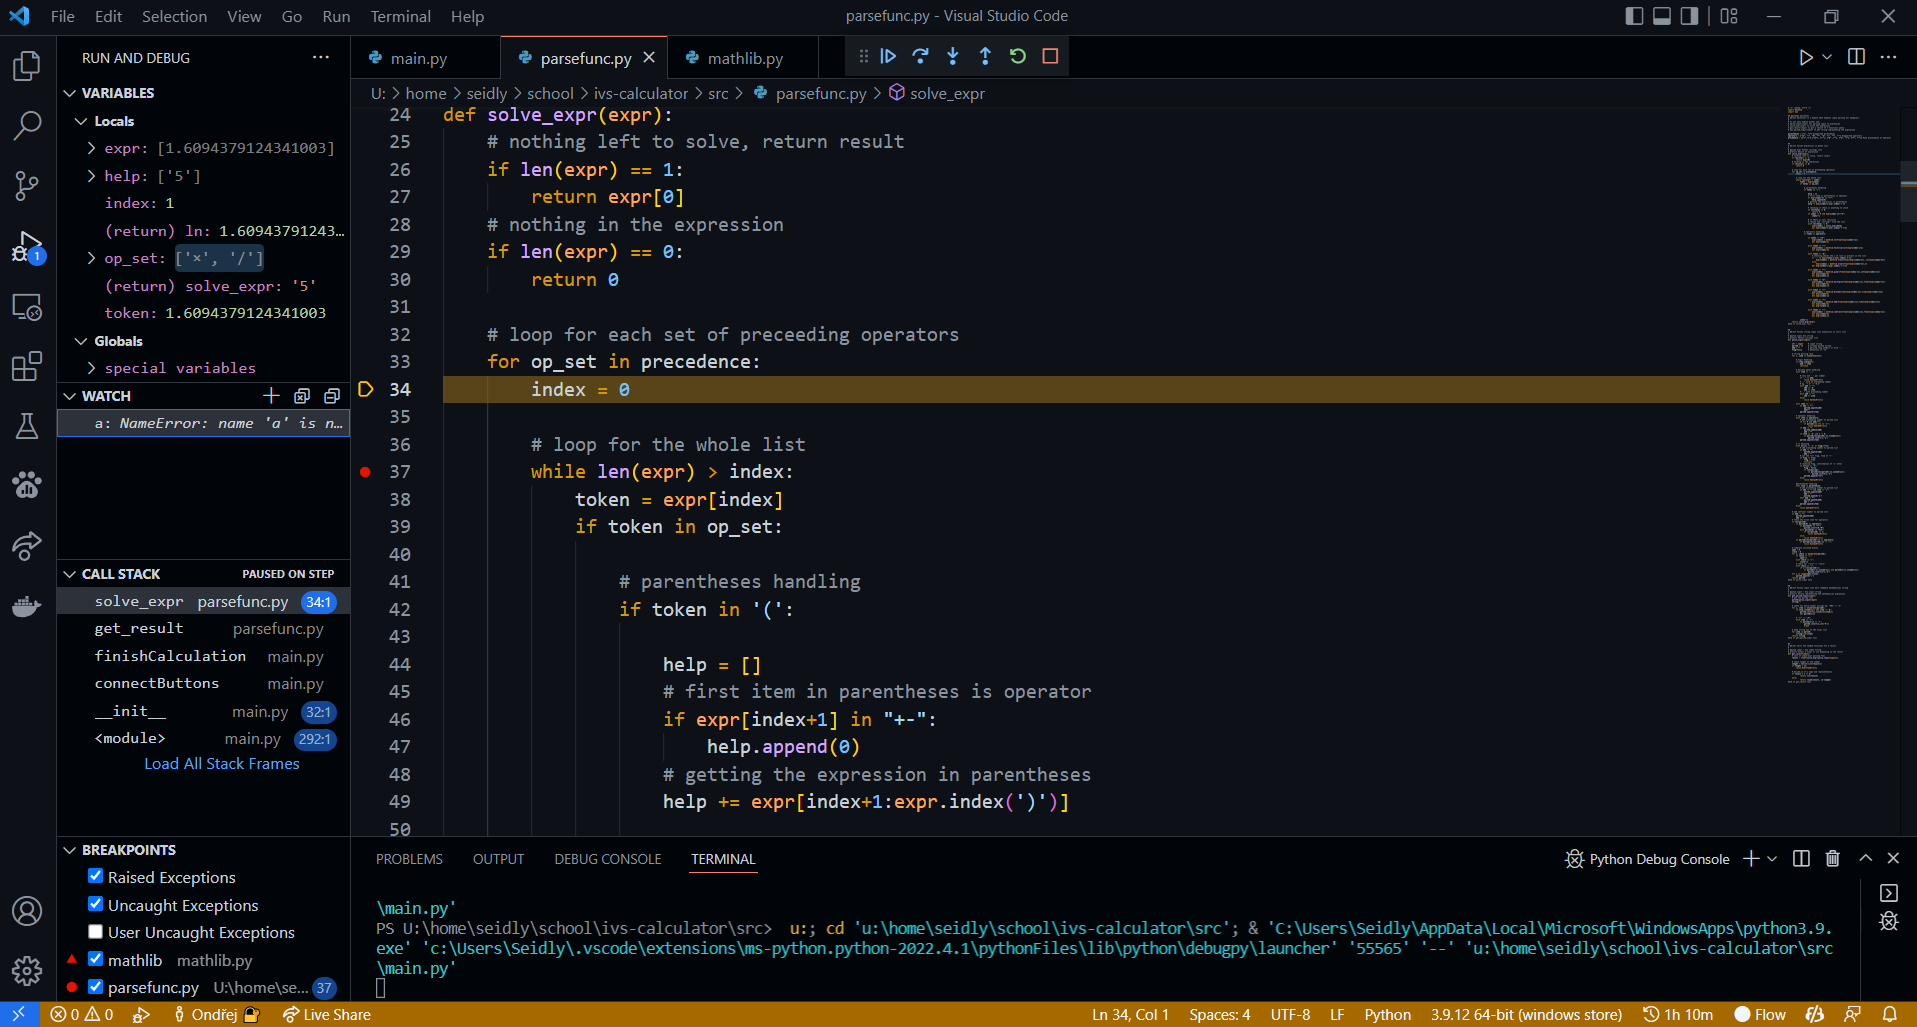 File Edit Selection View Go Run Terminal Help
parsefunc.py - Visual Studio Code
RUN AND DEBUG
main.py
parsefunc.py
mathlib.py
U: > home > seidly > school > ivs-calculator > src > parsefunc.py > solve_expr
VARIABLES
Locals
expr: [1.6094379124341003]
help: ['5']
index: 1
(return) ln: 1.60943791243...
op_set: ['×', '/']
(return) solve_expr: '5'
token: 1.6094379124341003
Globals
special variables
WATCH
a: NameError: name 'a' is n...
CALL STACK PAUSED ON STEP
solve_expr parsefunc.py 34:1
get_result parsefunc.py
finishCalculation main.py
connectButtons main.py
__init__ main.py 32:1
<module> main.py 292:1
Load All Stack Frames
BREAKPOINTS
Raised Exceptions
Uncaught Exceptions
User Uncaught Exceptions
mathlib mathlib.py
parsefunc.py U:\home\se... 37
1
24 def solve_expr(expr):
25 # nothing left to solve, return result
26 if len(expr) == 1:
27 return expr[0]
28 # nothing in the expression
29 if len(expr) == 0:
30 return 0
31
32 # loop for each set of preceeding operators
33 for op_set in precedence:
34 index = 0
35
36 # loop for the whole list
37 while len(expr) > index:
38 token = expr[index]
39 if token in op_set:
40
41 # parentheses handling
42 if token in '(':
43
44 help = []
45 # first item in parentheses is operator
46 if expr[index+1] in "+-":
47 help.append(0)
48 # getting the expression in parentheses
49 help += expr[index+1:expr.index(')')]
50
PROBLEMS OUTPUT DEBUG CONSOLE TERMINAL
Python Debug Console
\main.py'
PS U:\home\seidly\school\ivs-calculator\src> u:; cd 'u:\home\seidly\school\ivs-calculator\src'; & 'C:\Users\Seidly\AppData\Local\Microsoft\WindowsApps\python3.9.
exe' 'c:\Users\Seidly\.vscode\extensions\ms-python.python-2022.4.1\pythonFiles\lib\python\debugpy\launcher' '55565' '--' 'u:\home\seidly\school\ivs-calculator\src
\main.py'
0 0 Ondřej Live Share
Ln 34, Col 1 Spaces: 4 UTF-8 LF Python 3.9.12 64-bit (windows store) 1h 10m Flow